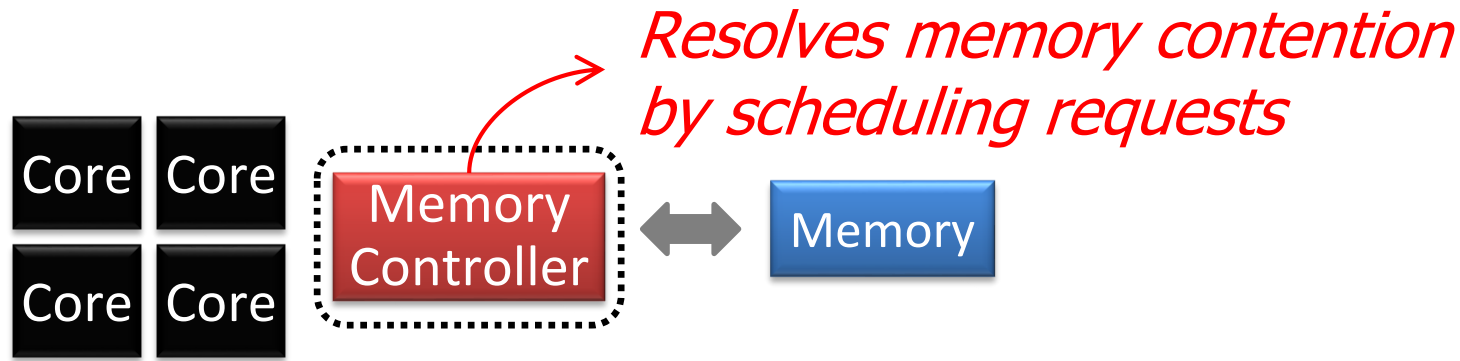 Resolves memory contention
by scheduling requests
Core Core
Core Core
Memory
Controller
Memory